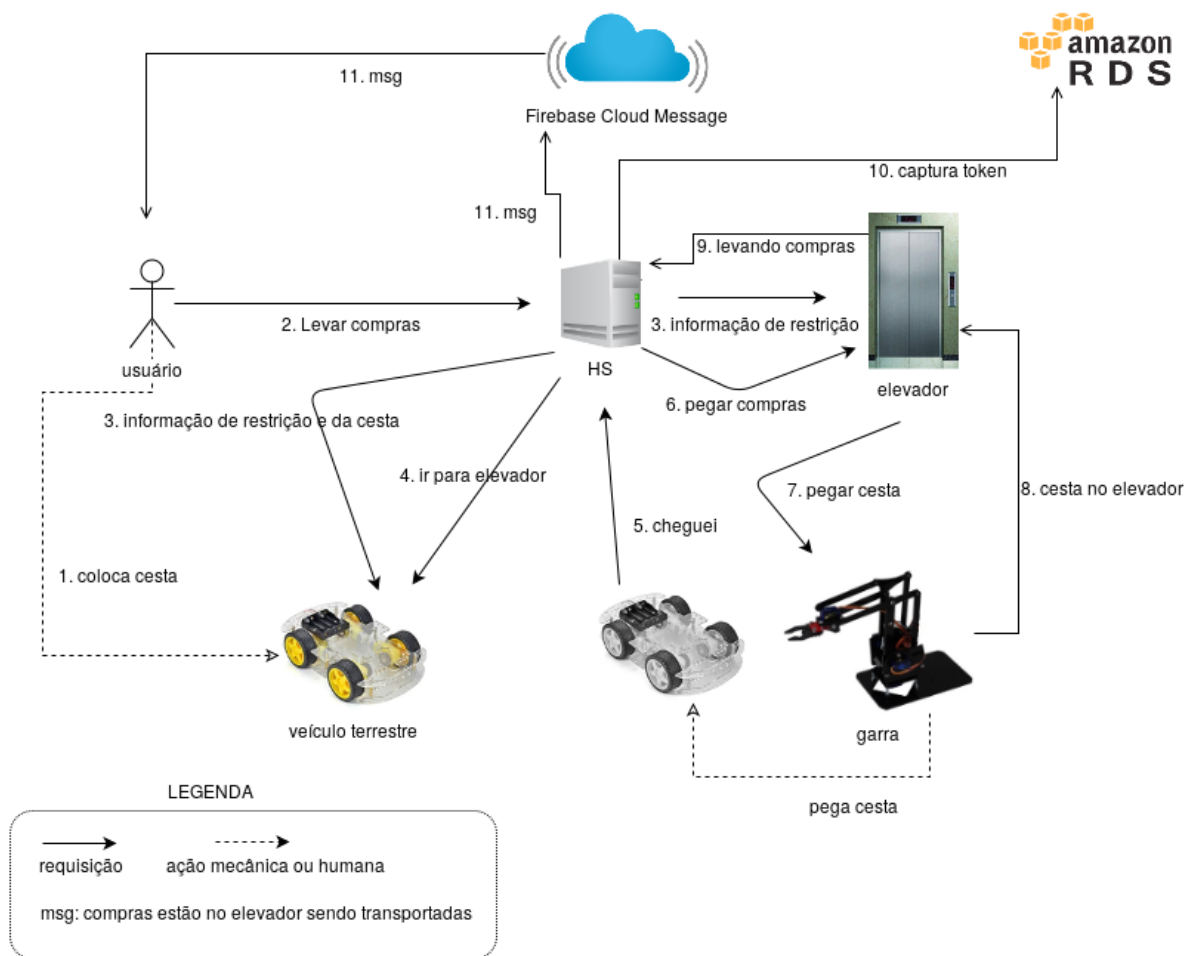 amazon
RDS
11. msg
Firebase Cloud Message
10. captura token
11. msg
9. levando compras
2. Levar compras
3. informação de restrição
usuário
HS
elevador
6. pegar compras
3. informação de restrição e da cesta
4. ir para elevador
7. pegar cesta
8. cesta no elevador
5. cheguei
1. coloca cesta
veículo terrestre
garra
LEGENDA
pega cesta
requisição
ação mecânica ou humana
msg: compras estão no elevador sendo transportadas